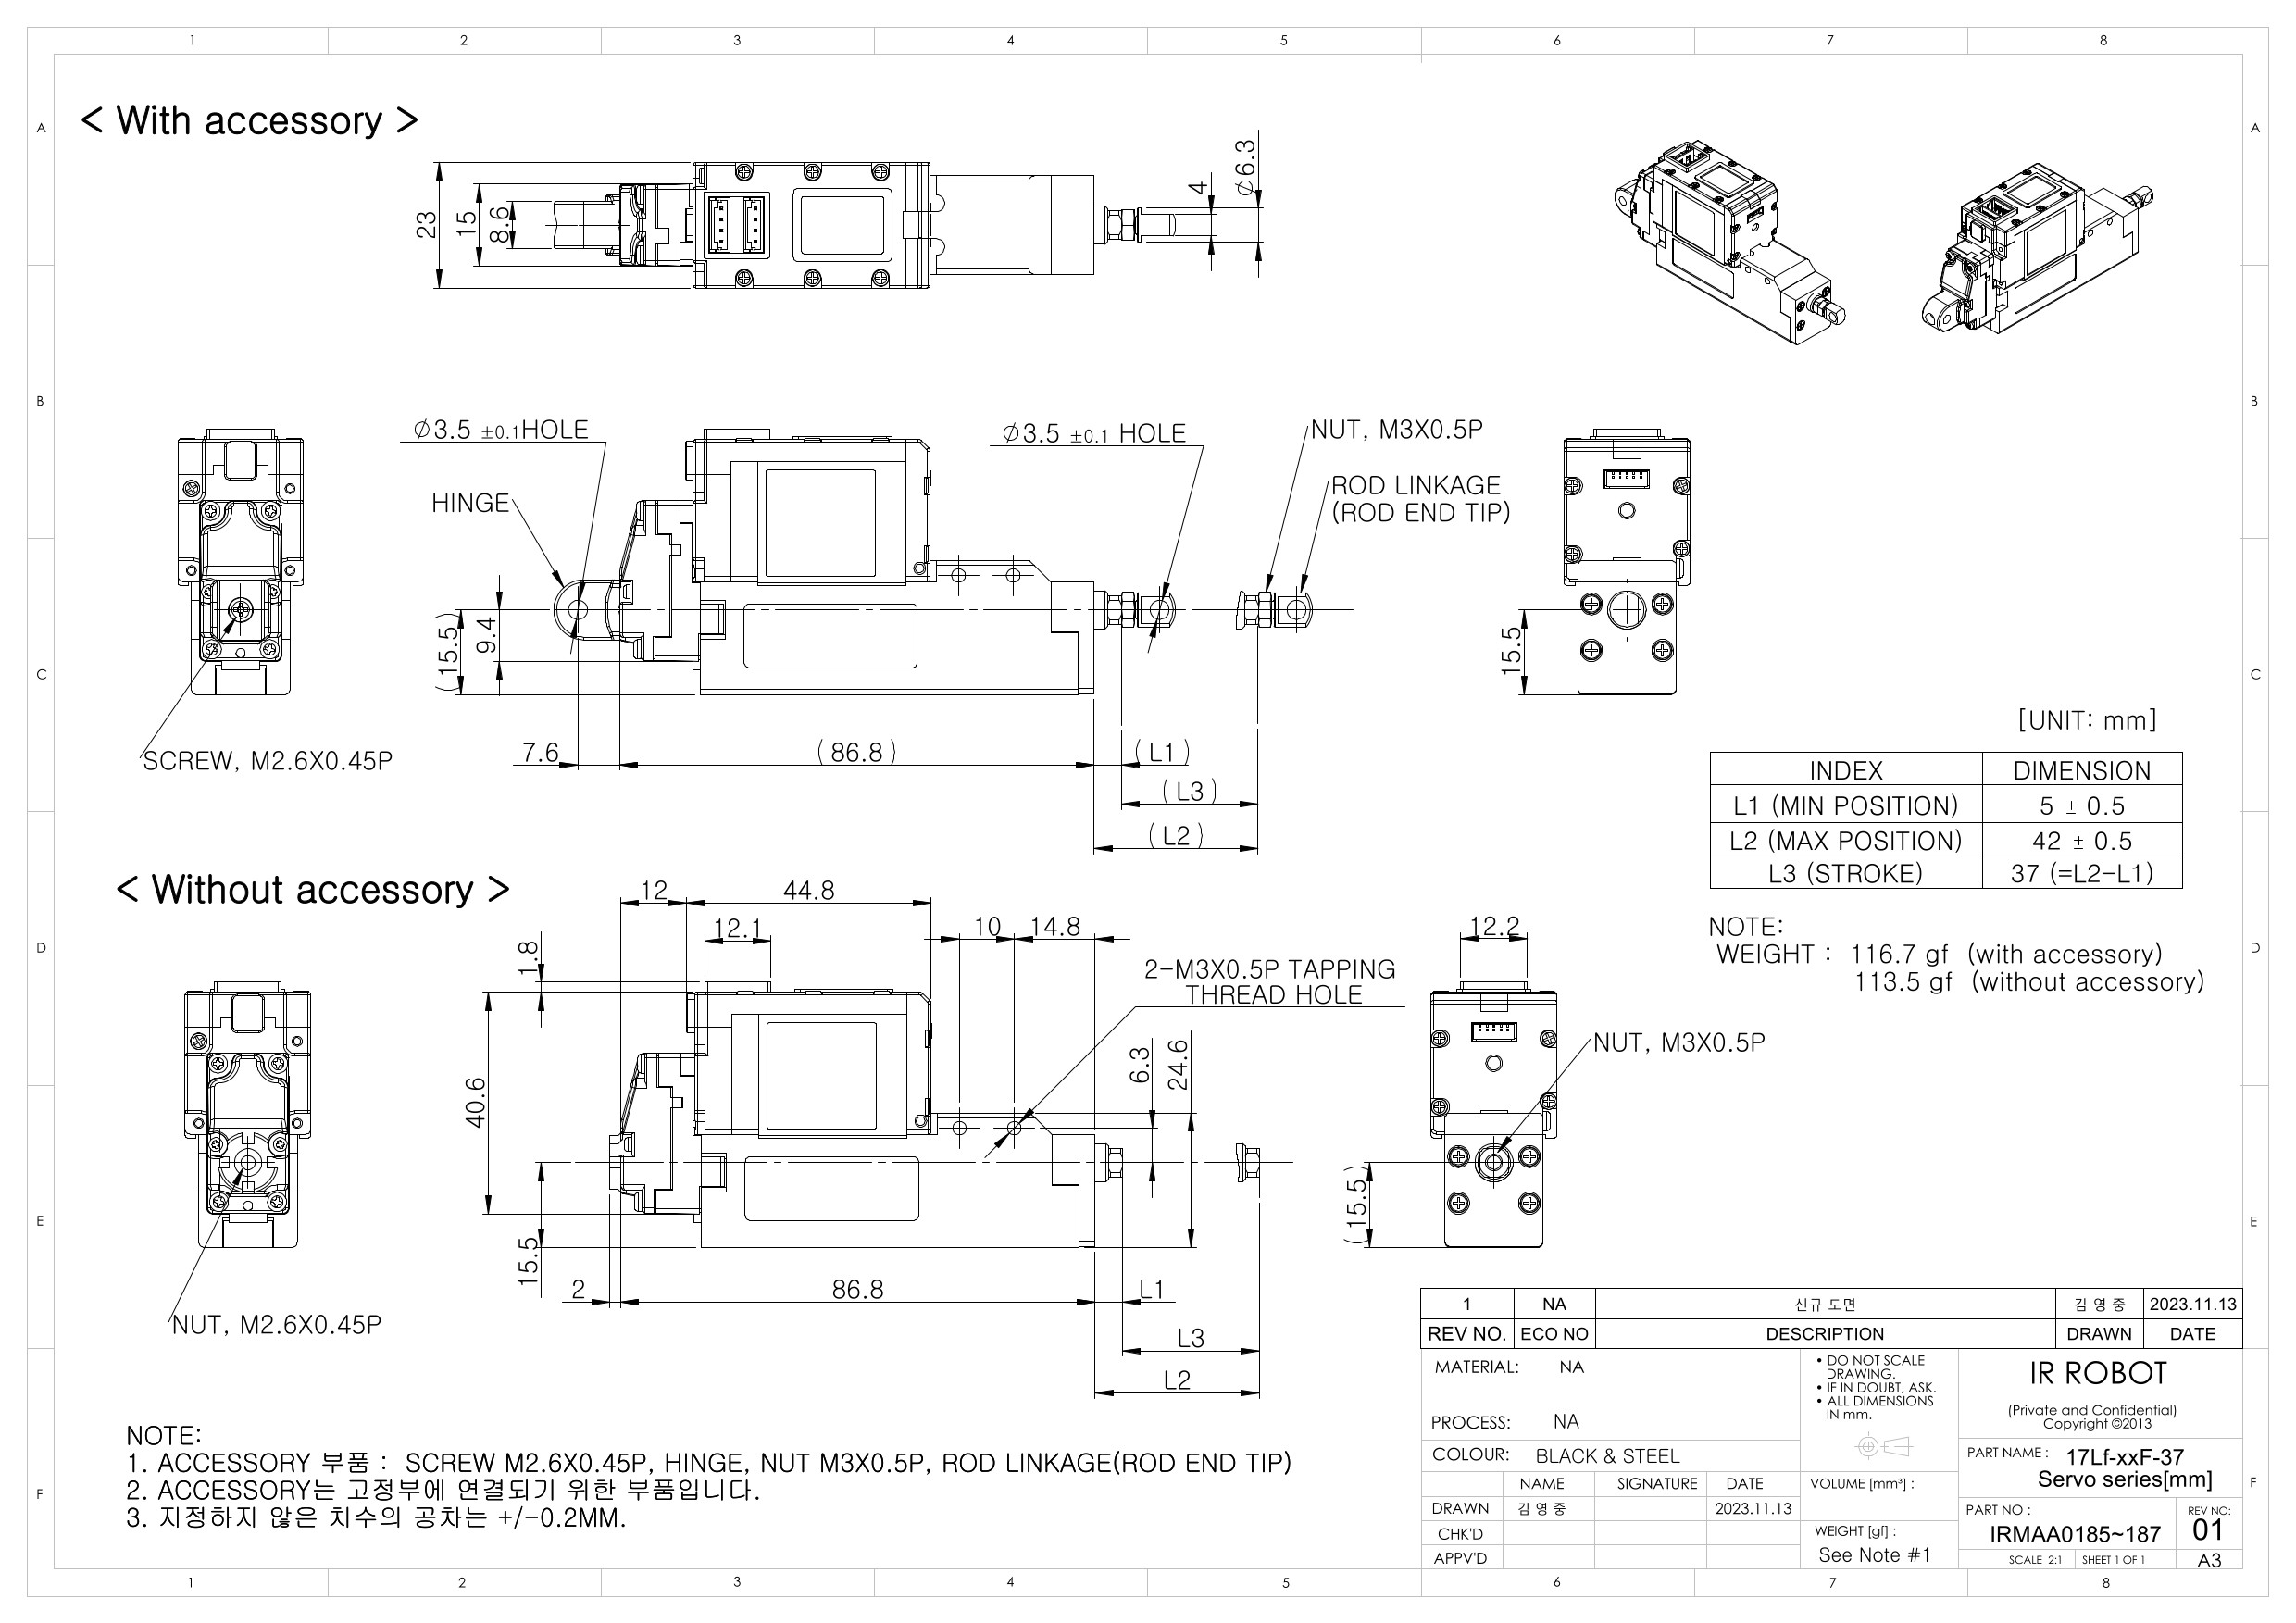 1 2 3 4 5 6 7 8
A A
B B
C C
D D
E E
F F
< With accessory >
23
15
8.6
4
∅6.3
∅3.5 ±0.1HOLE
HINGE
∅3.5 ±0.1 HOLE
NUT, M3X0.5P
ROD LINKAGE
(ROD END TIP)
(15.5)
9.4
15.5
SCREW, M2.6X0.45P
7.6
(86.8)
(L1)
(L3)
(L2)
[UNIT: mm]
INDEX DIMENSION
L1 (MIN POSITION) 5 ± 0.5
L2 (MAX POSITION) 42 ± 0.5
L3 (STROKE) 37 (=L2-L1)
NOTE:
WEIGHT : 116.7 gf (with accessory)
113.5 gf (without accessory)
< Without accessory >
12
44.8
12.1
10
14.8
1.8
12.2
2-M3X0.5P TAPPING
THREAD HOLE
40.6
6.3
24.6
NUT, M3X0.5P
15.5
(15.5)
2
86.8
L1
L3
L2
NUT, M2.6X0.45P
NOTE:
1. ACCESSORY 부품 : SCREW M2.6X0.45P, HINGE, NUT M3X0.5P, ROD LINKAGE(ROD END TIP)
2. ACCESSORY는 고정부에 연결되기 위한 부품입니다.
3. 지정하지 않은 치수의 공차는 +/-0.2MM.
1 NA 신규 도면 김 영 중 2023.11.13
REV NO. ECO NO DESCRIPTION DRAWN DATE
MATERIAL: NA
PROCESS: NA
COLOUR: BLACK & STEEL
• DO NOT SCALE
DRAWING.
• IF IN DOUBT, ASK.
• ALL DIMENSIONS
IN mm.
IR ROBOT
(Private and Confidential)
Copyright ©2013
PART NAME : 17Lf-xxF-37
Servo series[mm]
NAME SIGNATURE DATE
DRAWN 김 영 중 2023.11.13
CHK'D
APPV'D
VOLUME [mm³] :
WEIGHT [gf] :
See Note #1
PART NO :
IRMAA0185~187
REV NO:
01
SCALE 2:1 SHEET 1 OF 1 A3
1 2 3 4 5 6 7 8